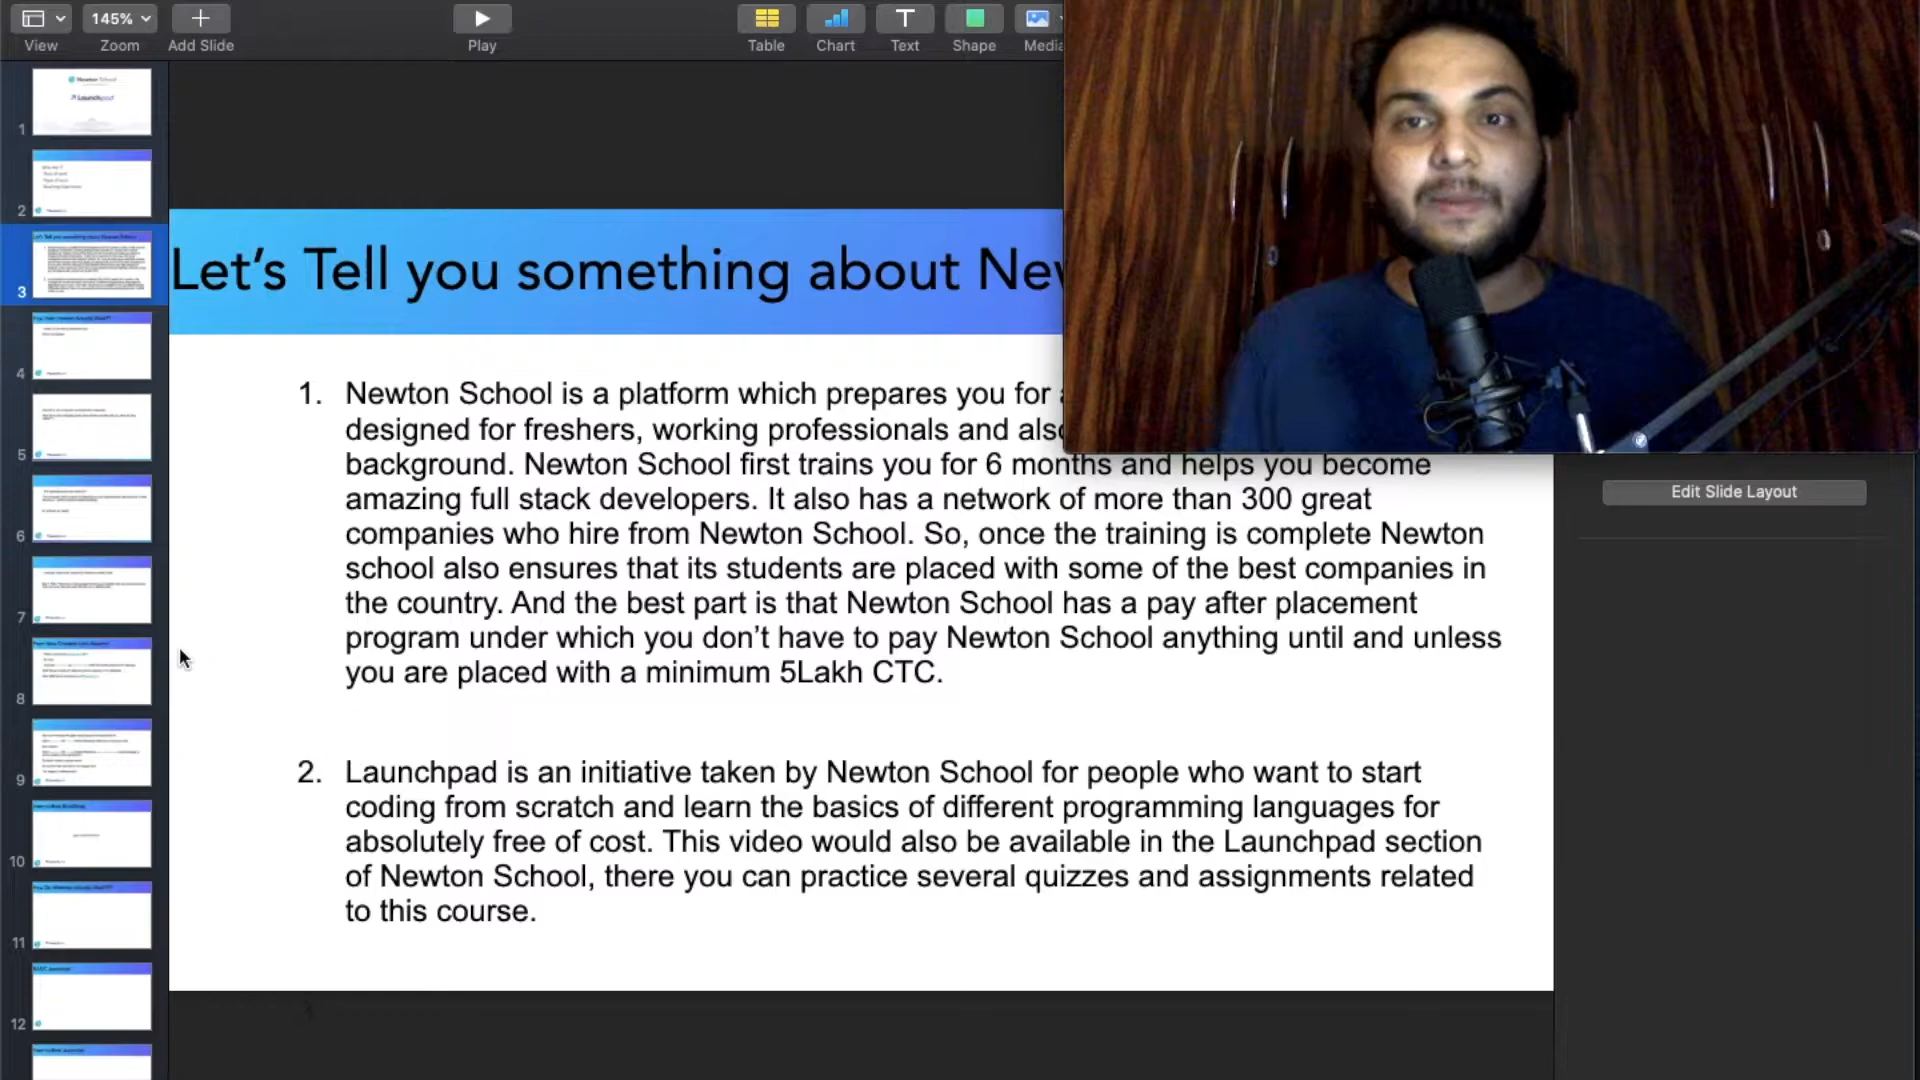 145%
View
Zoom
Add Slide
Play
Table
Chart
Text
Shape
Media
Newton School
Launchpad
1
2
3
4
5
6
7
8
9
10
11
12
Let's Tell you something about New
1. Newton School is a platform which prepares you for
designed for freshers, working professionals and also
background. Newton School first trains you for 6 months and helps you become
amazing full stack developers. It also has a network of more than 300 great
companies who hire from Newton School. So, once the training is complete Newton
school also ensures that its students are placed with some of the best companies in
the country. And the best part is that Newton School has a pay after placement
program under which you don't have to pay Newton School anything until and unless
you are placed with a minimum 5Lakh CTC.
2. Launchpad is an initiative taken by Newton School for people who want to start
coding from scratch and learn the basics of different programming languages for
absolutely free of cost. This video would also be available in the Launchpad section
of Newton School, there you can practice several quizzes and assignments related
to this course.
Edit Slide Layout